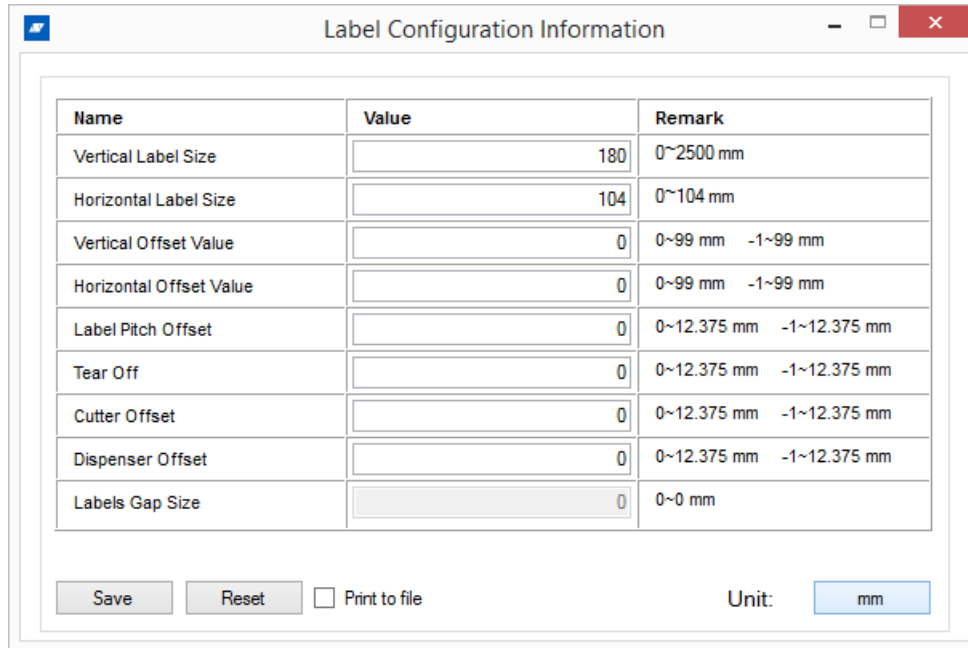 Label Configuration Information
Name Value Remark
Vertical Label Size 180 0~2500 mm
Horizontal Label Size 104 0~104 mm
Vertical Offset Value 0 0~99 mm -1~99 mm
Horizontal Offset Value 0 0~99 mm -1~99 mm
Label Pitch Offset 0 0~12.375 mm -1~12.375 mm
Tear Off 0 0~12.375 mm -1~12.375 mm
Cutter Offset 0 0~12.375 mm -1~12.375 mm
Dispenser Offset 0 0~12.375 mm -1~12.375 mm
Labels Gap Size 0 0~0 mm
Save Reset Print to file Unit: mm